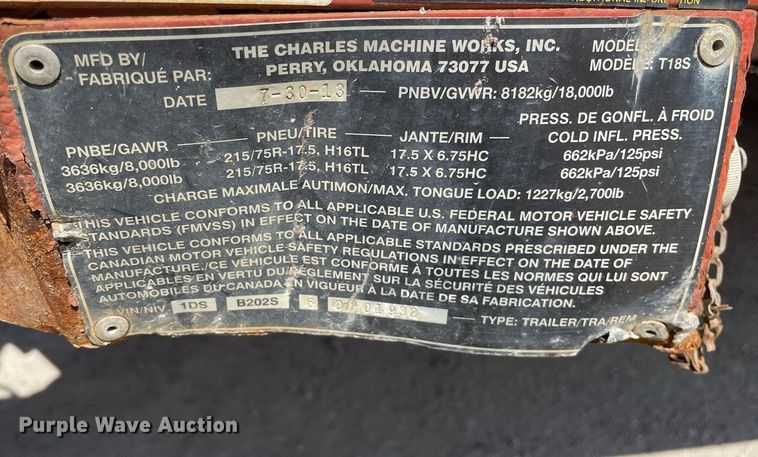 MFD BY/
FABRIQUÉ PAR:
THE CHARLES MACHINE WORKS, INC.
PERRY, OKLAHOMA 73077 USA
MODEL
MODÈLE: T18S
DATE 7-30-13 PNBV/GVWR: 8182kg/18,000lb
PRESS. DE GONFL. À FROID
PNBE/GAWR PNEU/TIRE JANTE/RIM COLD INFL. PRESS.
3636kg/8,000lb 215/75R-17.5, H16TL 17.5 X 6.75HC 662kPa/125psi
3636kg/8,000lb 215/75R-17.5, H16TL 17.5 X 6.75HC 662kPa/125psi
CHARGE MAXIMALE AUTIMON/MAX. TONGUE LOAD: 1227kg/2,700lb
THIS VEHICLE CONFORMS TO ALL APPLICABLE U.S. FEDERAL MOTOR VEHICLE SAFETY
STANDARDS (FMVSS) IN EFFECT ON THE DATE OF MANUFACTURE SHOWN ABOVE.
THIS VEHICLE CONFORMS TO ALL APPLICABLE STANDARDS PRESCRIBED UNDER THE
CANADIAN MOTOR VEHICLE SAFETY REGULATIONS IN EFFECT ON THE DATE OF
MANUFACTURE./CE VÉHICULE EST CONFORME À TOUTES LES NORMES QUI LUI SONT
APPLICABLES EN VERTU DU RÈGLEMENT SUR LA SÉCURITÉ DES VÉHICULES
AUTOMOBILES DU CANADA EN VIGUEUR À LA DATE DE SA FABRICATION.
VIN/NIV 1DS B202S 6 TYPE: TRAILER/TRA/REM
Purple Wave Auction